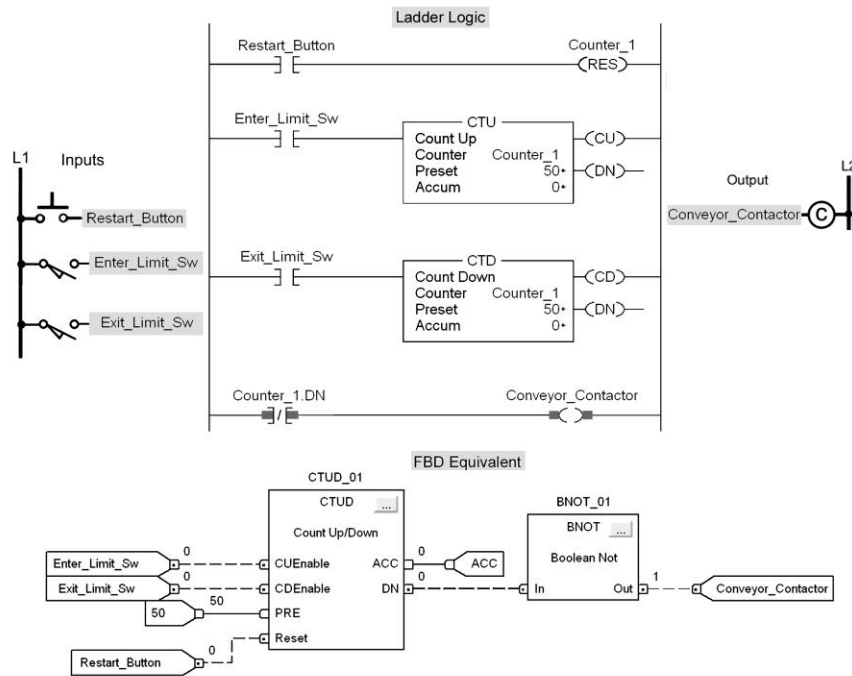 Ladder Logic
Restart_Button
Counter_1
RES
Enter_Limit_Sw
CTU
Count Up
Counter Counter_1
Preset 50
Accum 0
CU
DN
L1
Inputs
Restart_Button
Enter_Limit_Sw
Exit_Limit_Sw
Output
L2
Conveyor_Contactor
C
Exit_Limit_Sw
CTD
Count Down
Counter Counter_1
Preset 50
Accum 0
CD
DN
Counter_1.DN
Conveyor_Contactor
FBD Equivalent
CTUD_01
CTUD ...
Count Up/Down
Enter_Limit_Sw 0 CUEnable
Exit_Limit_Sw 0 CDEnable
50 50 PRE
Restart_Button 0 Reset
ACC 0 ACC
DN 0
BNOT_01
BNOT ...
Boolean Not
In Out 1
Conveyor_Contactor